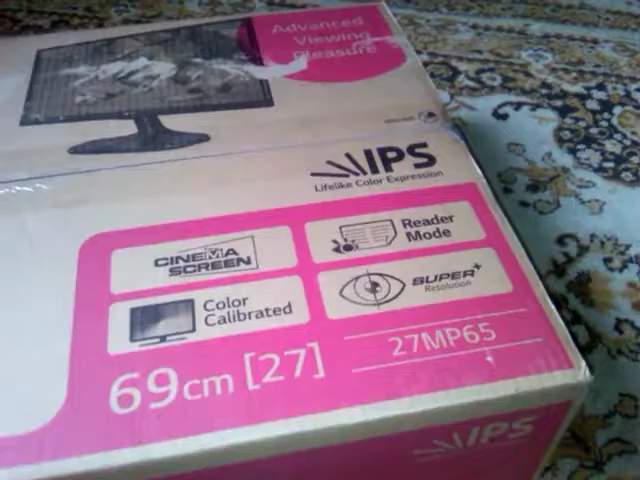 Advanced
Viewing
Pleasure
IPS
Lifelike Color Expression
CINEMA
SCREEN
Reader
Mode
Color
Calibrated
SUPER+
Resolution
69cm [27]
27MP65
IPS